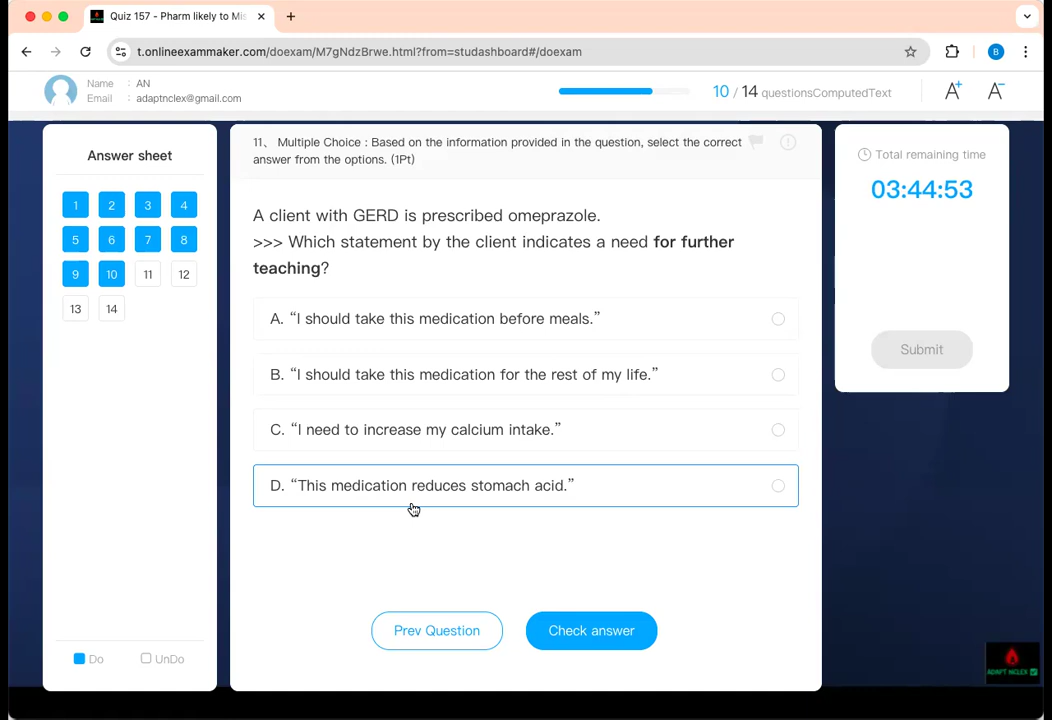 Quiz 157 - Pharm likely to Mis
t.onlineexammaker.com/doexam/M7gNdzBrwe.html?from=studashboard#/doexam
B
Name : AN
Email : adaptnclex@gmail.com
10 / 14 questionsComputedText
A+
A−
Answer sheet
1 2 3 4
5 6 7 8
9 10 11 12
13 14
Do UnDo
11、 Multiple Choice : Based on the information provided in the question, select the correct
answer from the options. (1Pt)
A client with GERD is prescribed omeprazole.
>>> Which statement by the client indicates a need for further
teaching?
A. “I should take this medication before meals.”
B. “I should take this medication for the rest of my life.”
C. “I need to increase my calcium intake.”
D. “This medication reduces stomach acid.”
Prev Question
Check answer
Total remaining time
03:44:53
Submit
ADAPT NCLEX